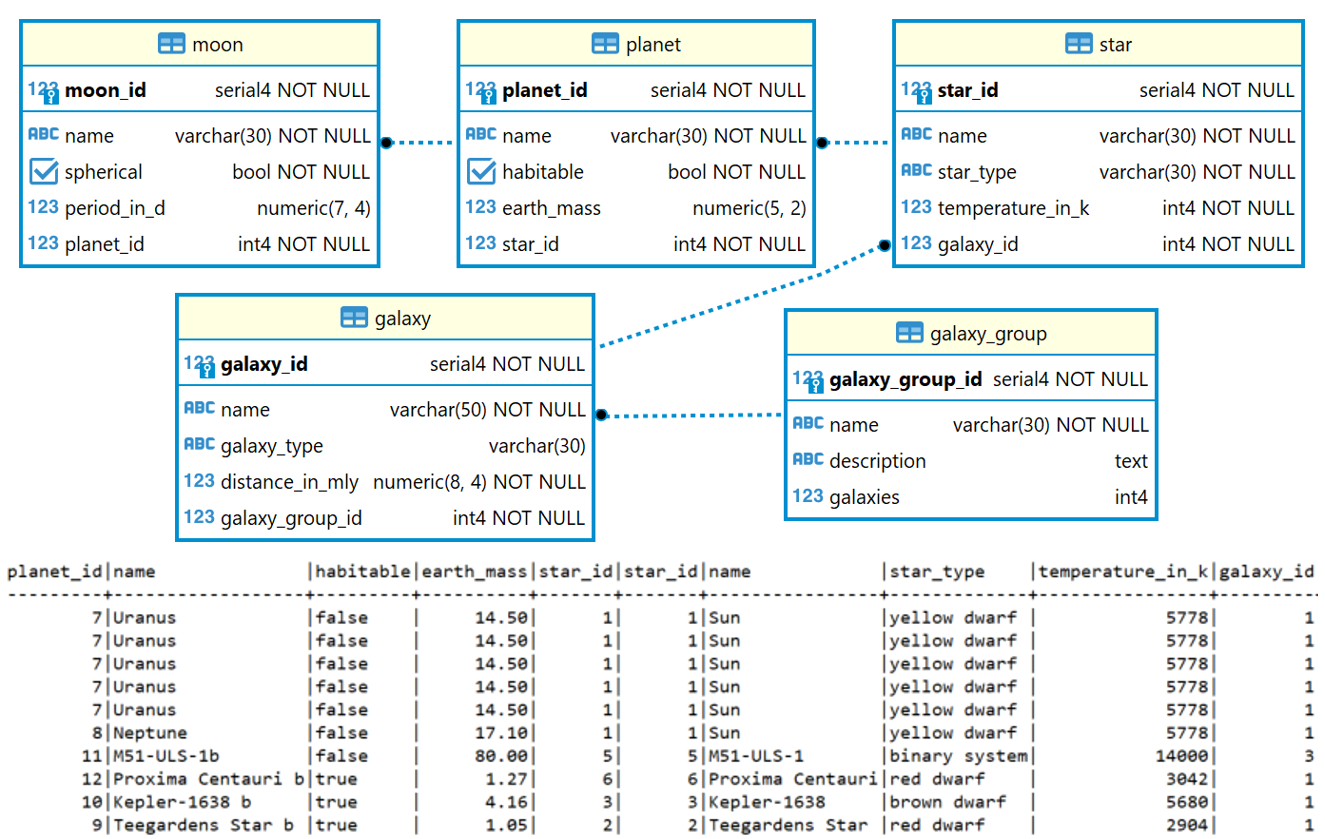 moon
123 moon_id serial4 NOT NULL
ABC name varchar(30) NOT NULL
spherical bool NOT NULL
123 period_in_d numeric(7, 4)
123 planet_id int4 NOT NULL
planet
123 planet_id serial4 NOT NULL
ABC name varchar(30) NOT NULL
habitable bool NOT NULL
123 earth_mass numeric(5, 2)
123 star_id int4 NOT NULL
star
123 star_id serial4 NOT NULL
ABC name varchar(30) NOT NULL
ABC star_type varchar(30) NOT NULL
123 temperature_in_k int4 NOT NULL
123 galaxy_id int4 NOT NULL
galaxy
123 galaxy_id serial4 NOT NULL
ABC name varchar(50) NOT NULL
ABC galaxy_type varchar(30)
123 distance_in_mly numeric(8, 4) NOT NULL
123 galaxy_group_id int4 NOT NULL
galaxy_group
123 galaxy_group_id serial4 NOT NULL
ABC name varchar(30) NOT NULL
ABC description text
123 galaxies int4
planet_id|name |habitable|earth_mass|star_id|star_id|name |star_type |temperature_in_k|galaxy_id
7|Uranus |false | 14.50| 1| 1|Sun |yellow dwarf | 5778| 1
7|Uranus |false | 14.50| 1| 1|Sun |yellow dwarf | 5778| 1
7|Uranus |false | 14.50| 1| 1|Sun |yellow dwarf | 5778| 1
7|Uranus |false | 14.50| 1| 1|Sun |yellow dwarf | 5778| 1
7|Uranus |false | 14.50| 1| 1|Sun |yellow dwarf | 5778| 1
8|Neptune |false | 17.10| 1| 1|Sun |yellow dwarf | 5778| 1
11|M51-ULS-1b |false | 80.00| 5| 5|M51-ULS-1 |binary system| 14000| 3
12|Proxima Centauri b|true | 1.27| 6| 6|Proxima Centauri|red dwarf | 3042| 1
10|Kepler-1638 b |true | 4.16| 3| 3|Kepler-1638 |brown dwarf | 5680| 1
9|Teegardens Star b |true | 1.05| 2| 2|Teegardens Star |red dwarf | 2904| 1